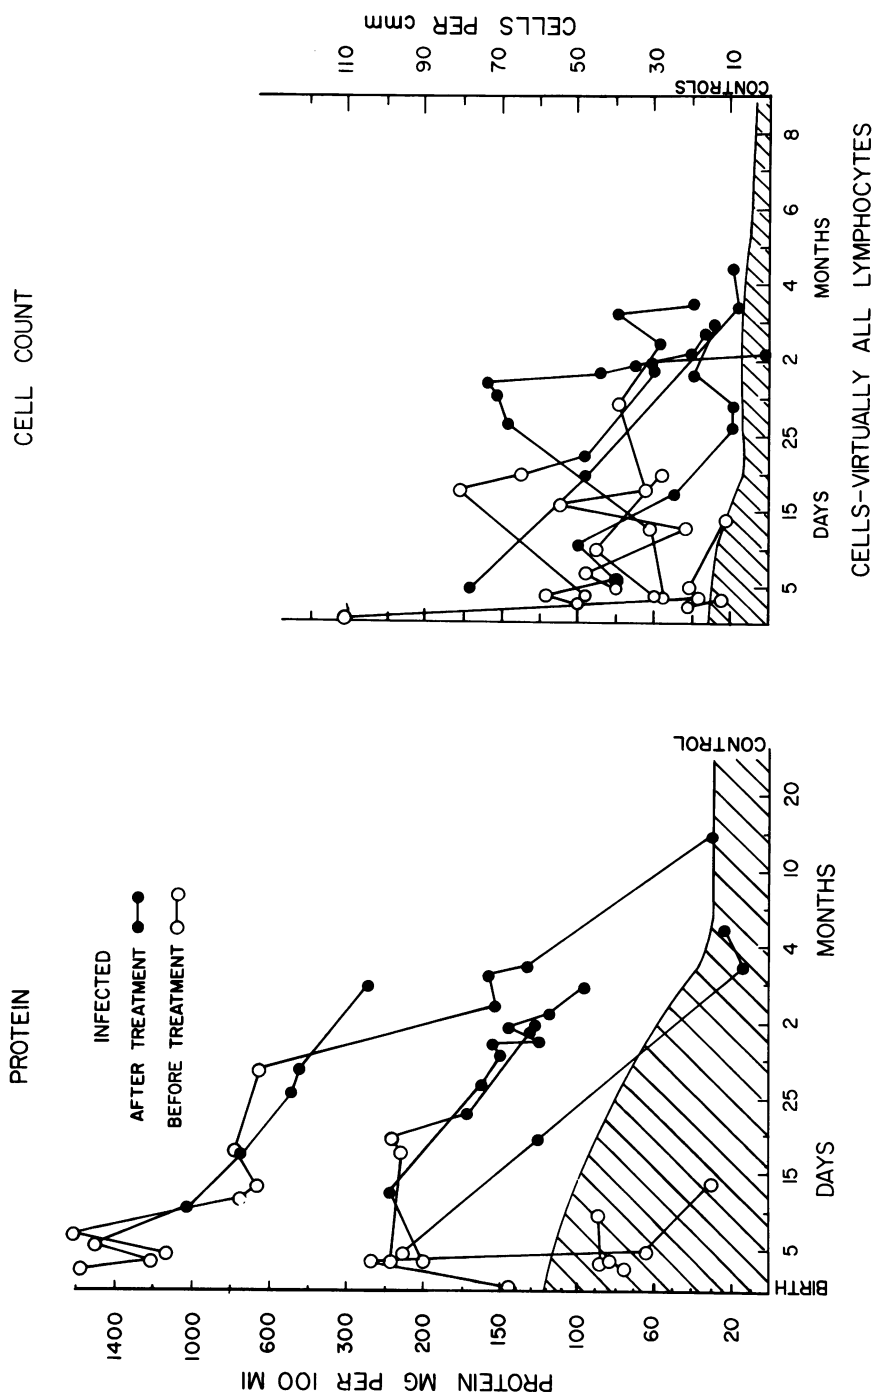 PROTEIN
INFECTED
AFTER TREATMENT
BEFORE TREATMENT
PROTEIN MG PER 100 Ml
1400
1000
600
300
200
150
100
60
20
BIRTH
5
15
25
2
4
10
20
DAYS
MONTHS
CONTROL
CELL COUNT
5
15
25
2
4
6
8
DAYS
MONTHS
CONTROLS
110
90
70
50
30
10
CELLS PER cmm
CELLS-VIRTUALLY ALL LYMPHOCYTES